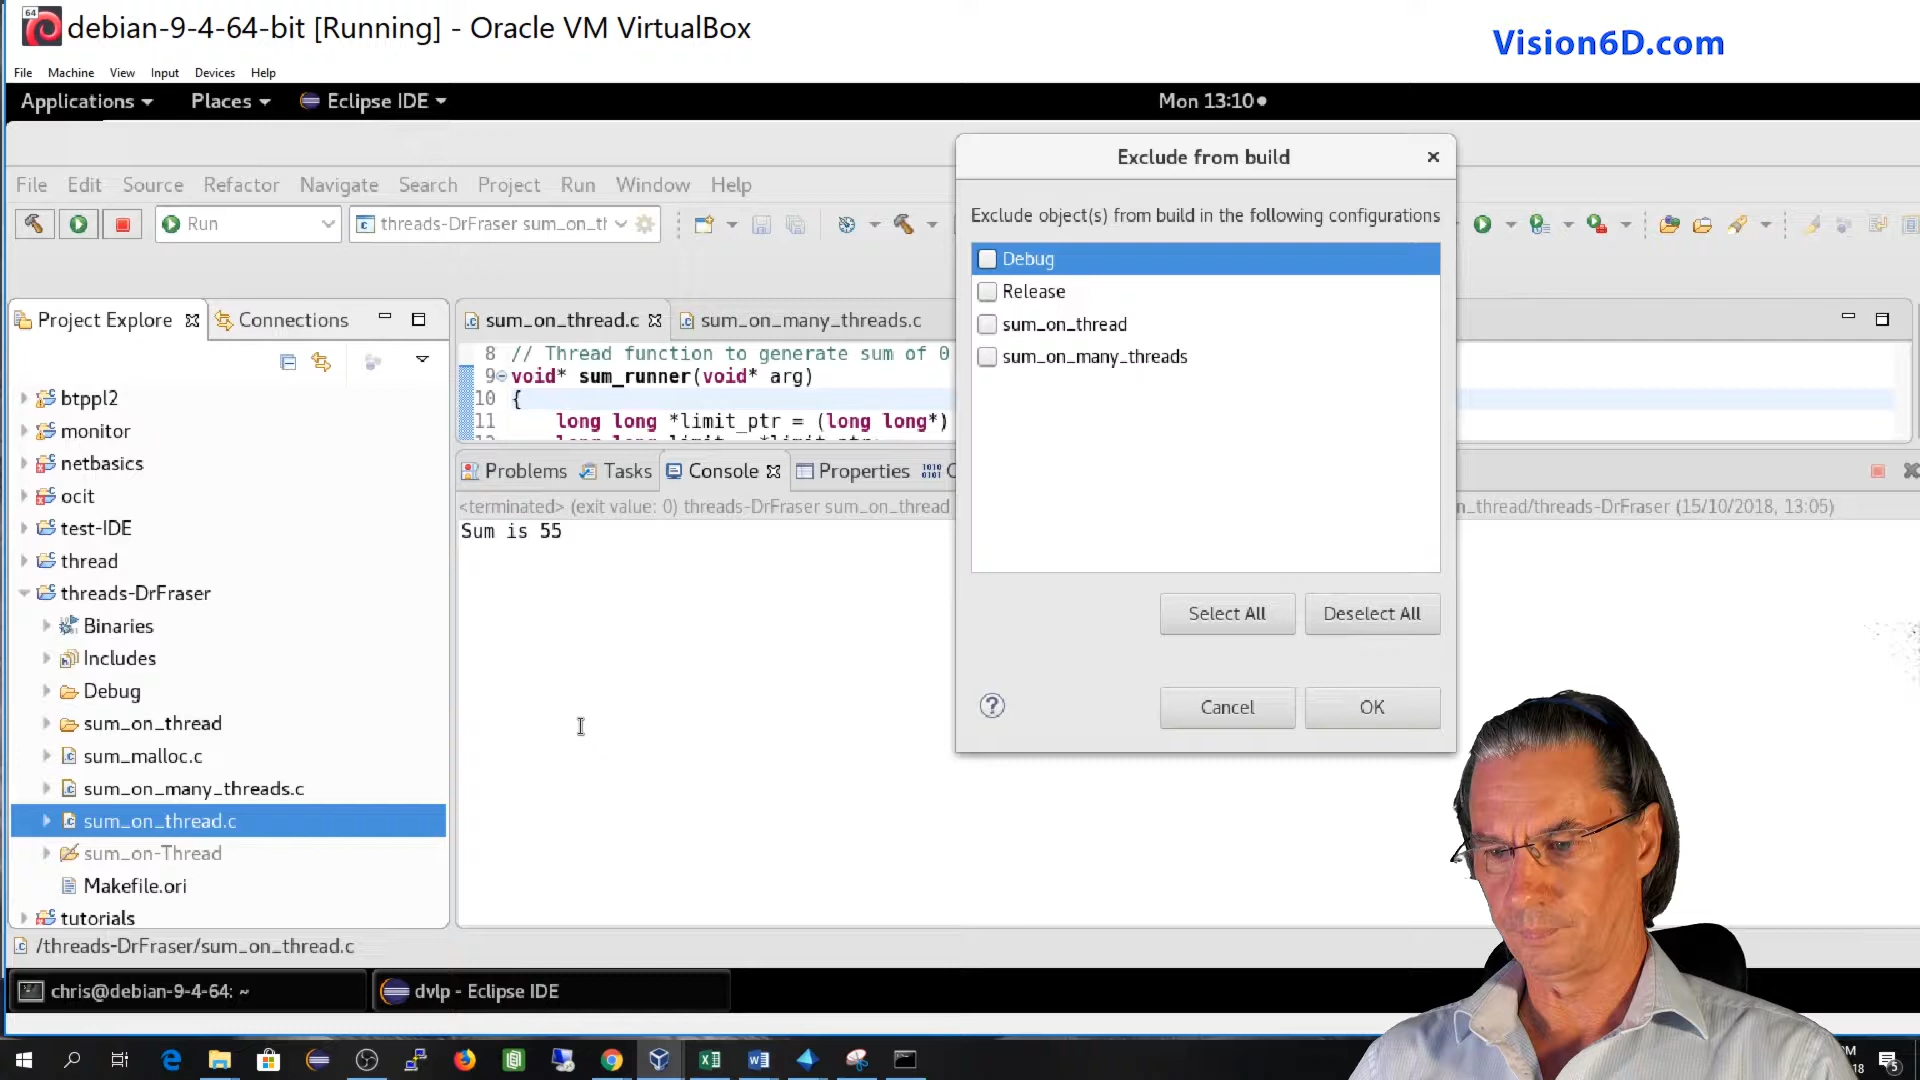 64
debian-9-4-64-bit [Running] - Oracle VM VirtualBox
Vision6D.com
File Machine View Input Devices Help
Applications Places Eclipse IDE Mon 13:10
Exclude from build
File Edit Source Refactor Navigate Search Project Run Window Help
Exclude object(s) from build in the following configurations
Run threads-DrFraser sum_on_th
Debug
Release
sum_on_thread
sum_on_many_threads
Select All Deselect All
Cancel OK
Project Explore Connections
btppl2
monitor
netbasics
ocit
test-IDE
thread
threads-DrFraser
Binaries
Includes
Debug
sum_on_thread
sum_malloc.c
sum_on_many_threads.c
sum_on_thread.c
sum_on-Thread
Makefile.ori
tutorials
sum_on_thread.c sum_on_many_threads.c
8 // Thread function to generate sum of 0
9 void* sum_runner(void* arg)
10 {
11 long long *limit_ptr = (long long*)
Problems Tasks Console Properties
<terminated> (exit value: 0) threads-DrFraser sum_on_thread n_thread/threads-DrFraser (15/10/2018, 13:05)
Sum is 55
/threads-DrFraser/sum_on_thread.c
chris@debian-9-4-64: ~ dvlp - Eclipse IDE